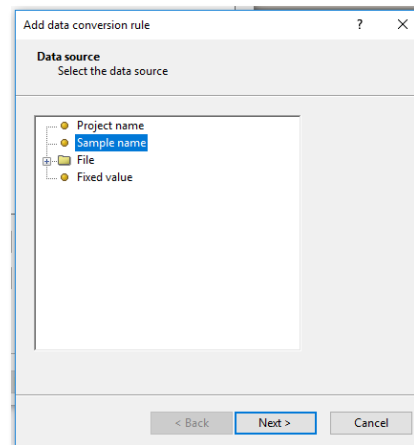 Add data conversion rule
?
Data source
Select the data source
Project name
Sample name
File
Fixed value
< Back Next > Cancel